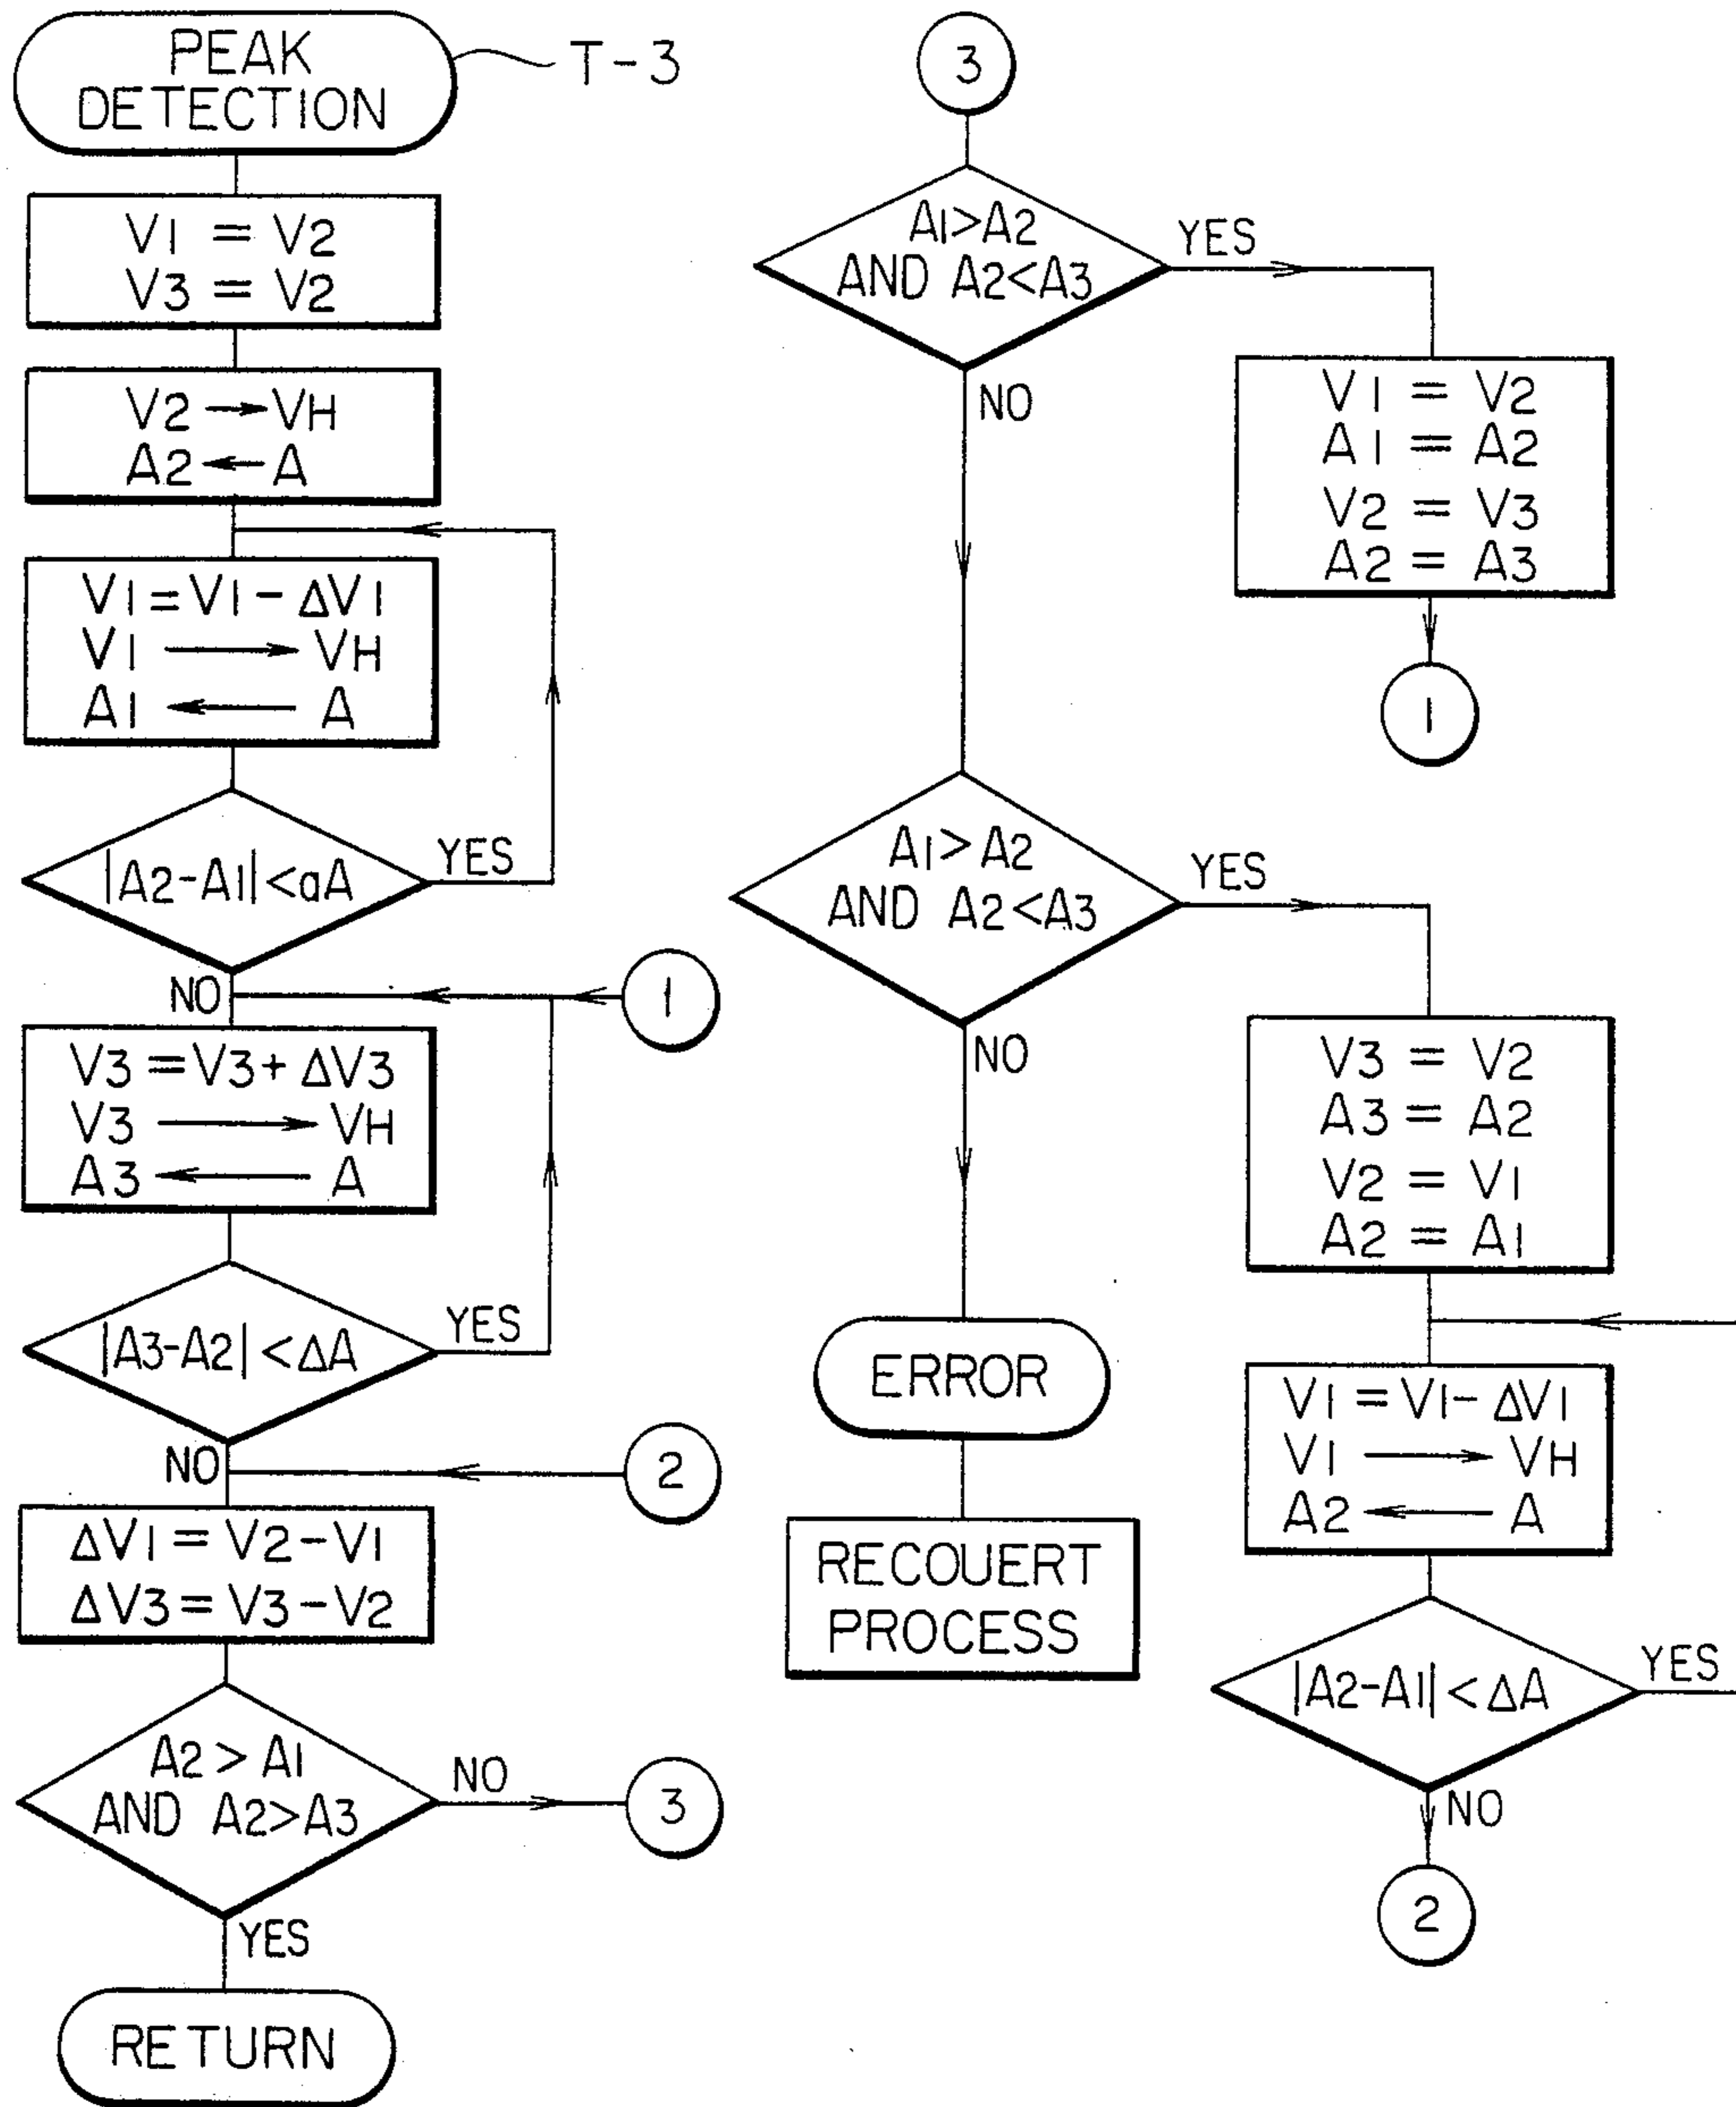 PEAK
DETECTION
T-3
V1 = V2
V3 = V2
V2 → VH
A2 ← A
V1 = V1 - ΔV1
V1 → VH
A1 ← A
|A2-A1| < aA
YES
NO
1
V3 = V3 + ΔV3
V3 → VH
A3 ← A
|A3-A2| < ΔA
YES
NO
2
ΔV1 = V2 - V1
ΔV3 = V3 - V2
A2 > A1
AND A2 > A3
NO
3
YES
RETURN
3
A1 > A2
AND A2 < A3
YES
NO
V1 = V2
A1 = A2
V2 = V3
A2 = A3
1
A1 > A2
AND A2 < A3
YES
NO
ERROR
RECOUERT
PROCESS
V3 = V2
A3 = A2
V2 = V1
A2 = A1
V1 = V1 - ΔV1
V1 → VH
A2 ← A
|A2-A1| < ΔA
YES
NO
2